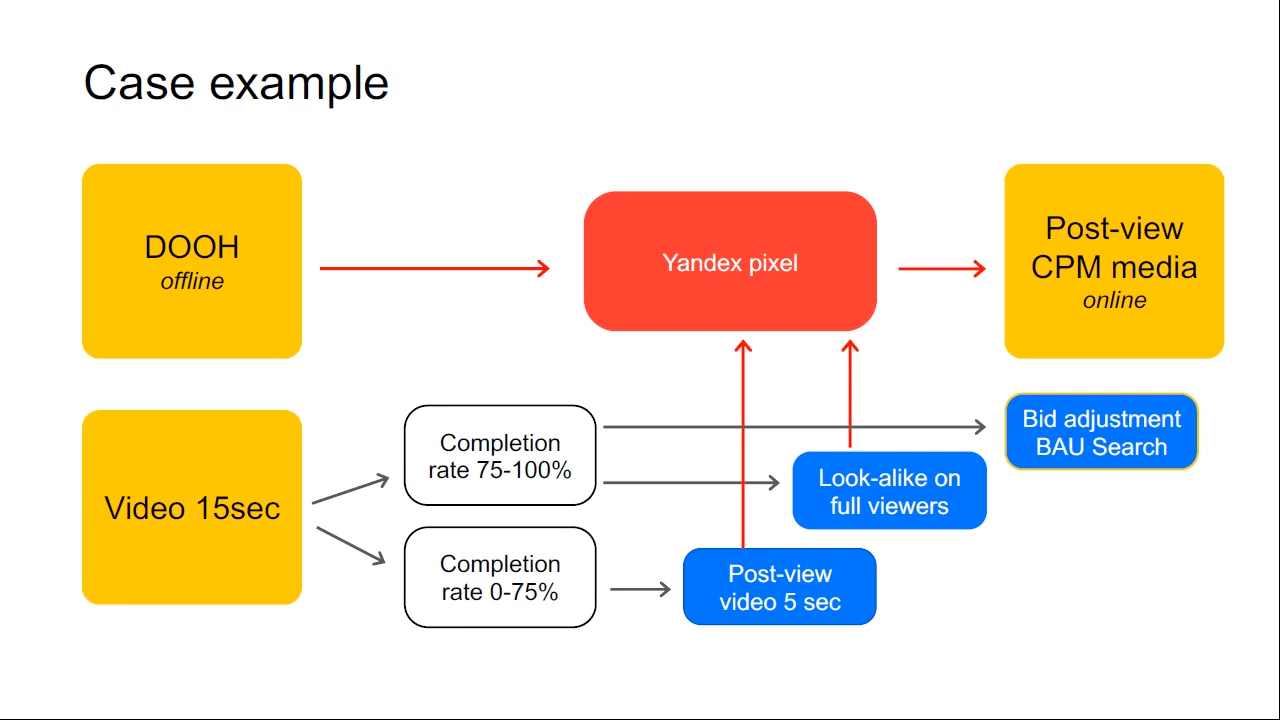 Case example
DOOH
offline
Yandex pixel
Post-view
CPM media
online
Video 15sec
Completion
rate 75-100%
Bid adjustment
BAU Search
Look-alike on
full viewers
Completion
rate 0-75%
Post-view
video 5 sec